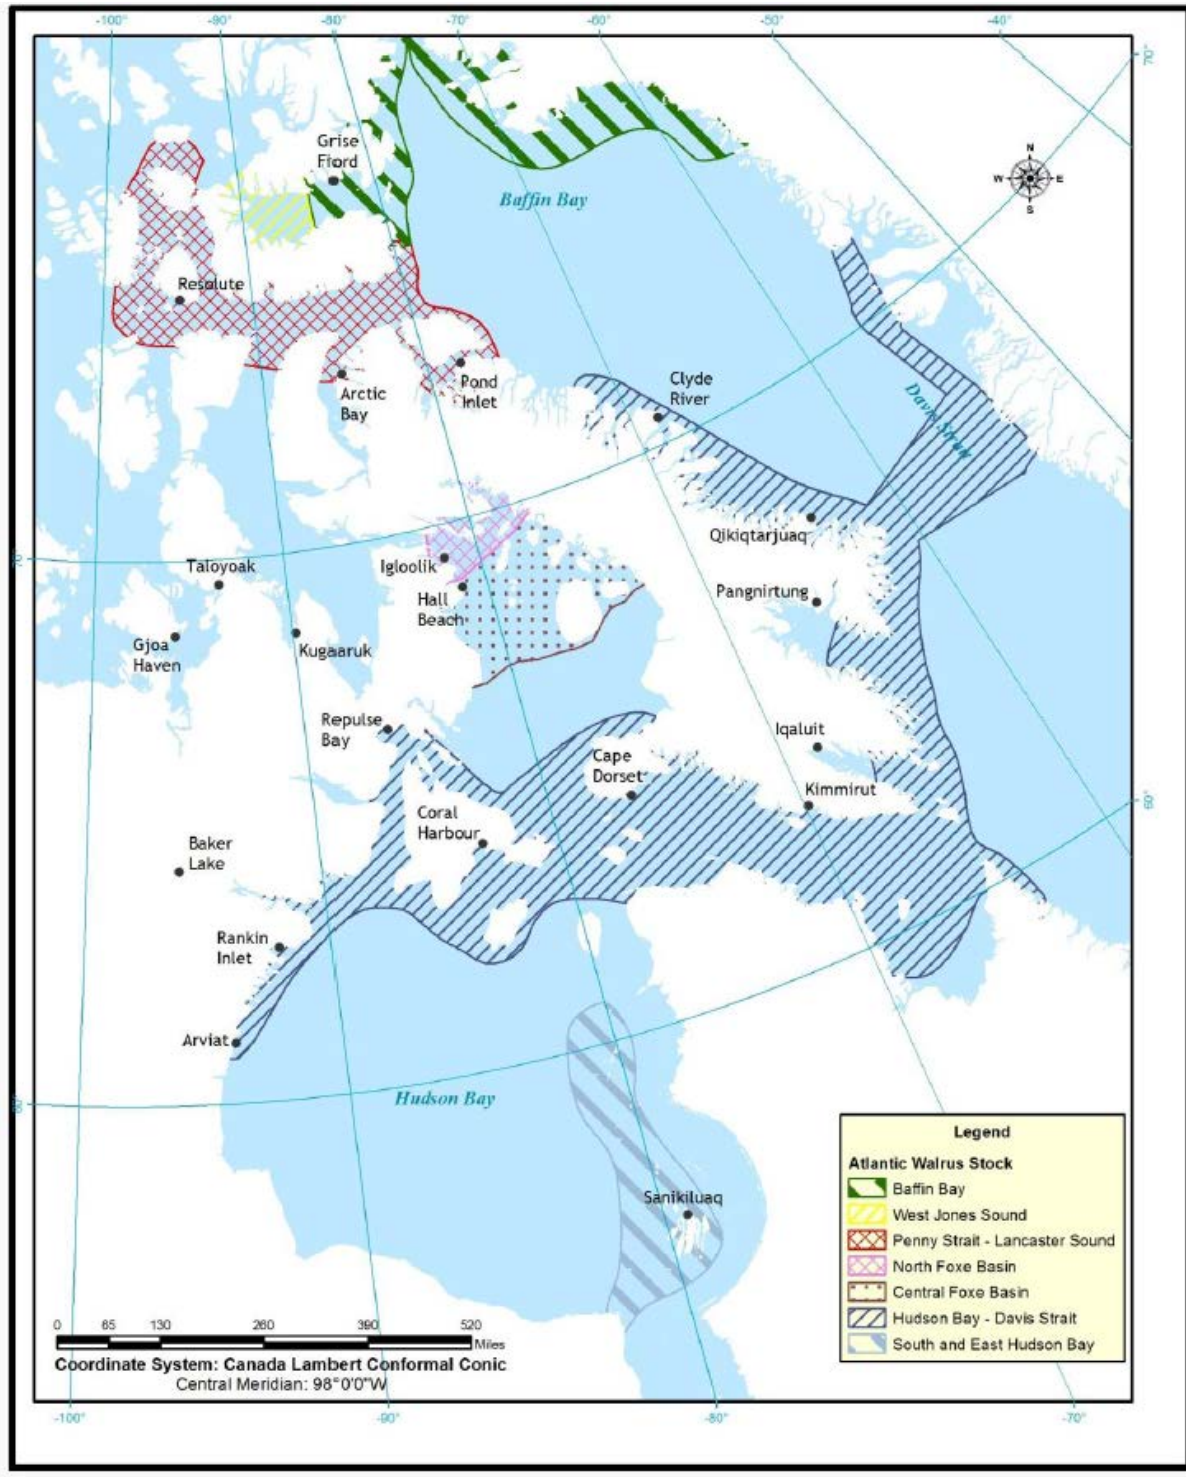 -100°
-90°
-80°
-70°
-60°
-50°
-40°
70°
Grise
Fiord
Baffin Bay
N
W
E
S
Resolute
Arctic
Bay
Pond
Inlet
Clyde
River
Davis Strait
Qikiqtarjuaq
70°
Taloyoak
Igloolik
Hall
Beach
Pangnirtung
Gjoa
Haven
Kugaaruk
Repulse
Bay
Iqaluit
Cape
Dorset
Kimmirut
60°
Coral
Harbour
Baker
Lake
Rankin
Inlet
Arviat
Hudson Bay
60°
Sanikiluaq
Legend
Atlantic Walrus Stock
Baffin Bay
West Jones Sound
Penny Strait - Lancaster Sound
North Foxe Basin
Central Foxe Basin
Hudson Bay - Davis Strait
South and East Hudson Bay
0 65 130 260 390 520
Miles
Coordinate System: Canada Lambert Conformal Conic
Central Meridian: 98°0'0"W
-100°
-90°
-80°
-70°